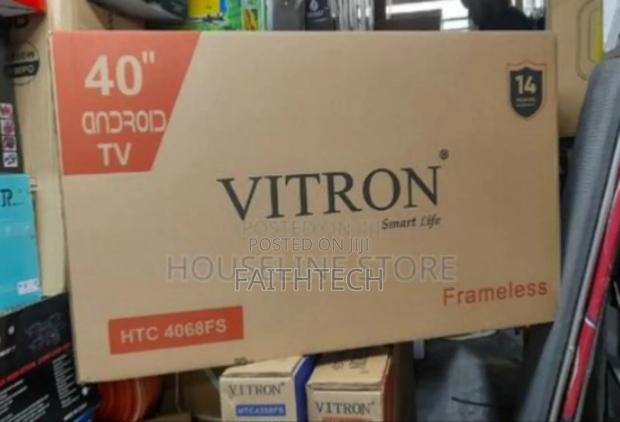 40"
ANDROID
TV
14
VITRON®
Smart Life
POSTED ON JIJI
POSTED ON JIJI
HOUSELINE STORE
FAITHTECH
Frameless
HTC 4068FS
VITRON
HTC4388FS
VITRON